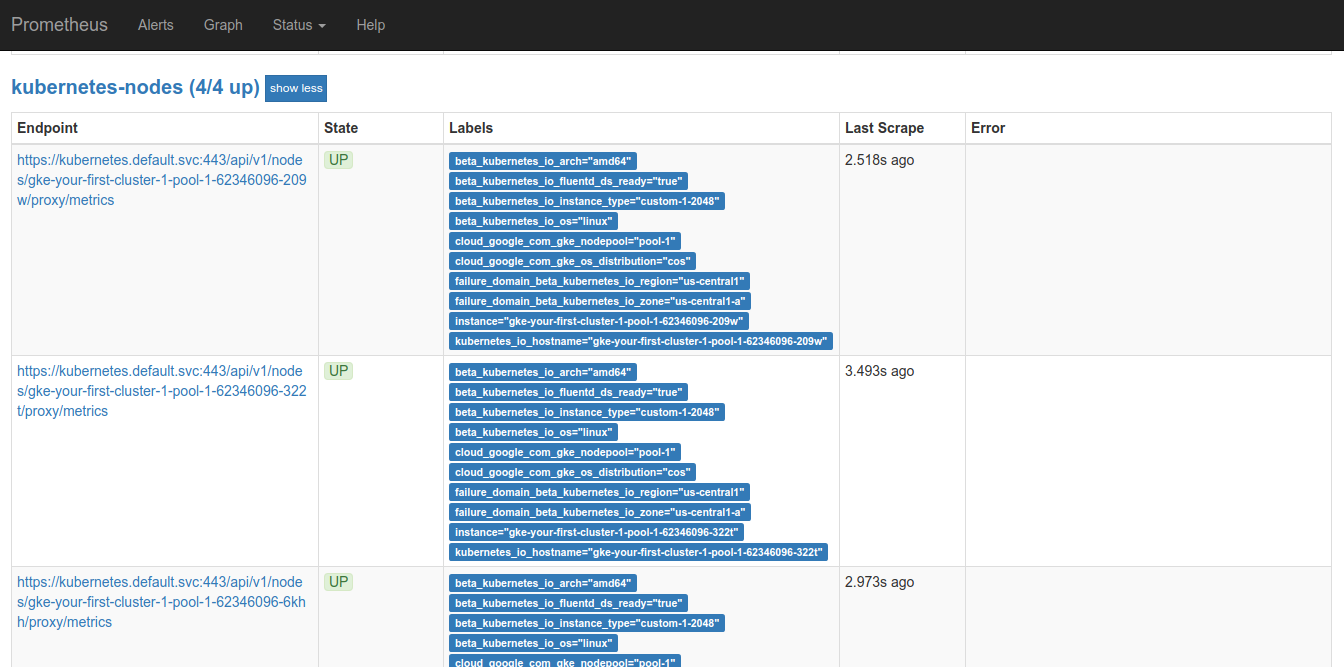 Prometheus Alerts Graph Status Help
kubernetes-nodes (4/4 up) show less
Endpoint State Labels Last Scrape Error
https://kubernetes.default.svc:443/api/v1/node
s/gke-your-first-cluster-1-pool-1-62346096-209
w/proxy/metrics
UP
beta_kubernetes_io_arch="amd64"
beta_kubernetes_io_fluentd_ds_ready="true"
beta_kubernetes_io_instance_type="custom-1-2048"
beta_kubernetes_io_os="linux"
cloud_google_com_gke_nodepool="pool-1"
cloud_google_com_gke_os_distribution="cos"
failure_domain_beta_kubernetes_io_region="us-central1"
failure_domain_beta_kubernetes_io_zone="us-central1-a"
instance="gke-your-first-cluster-1-pool-1-62346096-209w"
kubernetes_io_hostname="gke-your-first-cluster-1-pool-1-62346096-209w"
2.518s ago
https://kubernetes.default.svc:443/api/v1/node
s/gke-your-first-cluster-1-pool-1-62346096-322
t/proxy/metrics
UP
beta_kubernetes_io_arch="amd64"
beta_kubernetes_io_fluentd_ds_ready="true"
beta_kubernetes_io_instance_type="custom-1-2048"
beta_kubernetes_io_os="linux"
cloud_google_com_gke_nodepool="pool-1"
cloud_google_com_gke_os_distribution="cos"
failure_domain_beta_kubernetes_io_region="us-central1"
failure_domain_beta_kubernetes_io_zone="us-central1-a"
instance="gke-your-first-cluster-1-pool-1-62346096-322t"
kubernetes_io_hostname="gke-your-first-cluster-1-pool-1-62346096-322t"
3.493s ago
https://kubernetes.default.svc:443/api/v1/node
s/gke-your-first-cluster-1-pool-1-62346096-6kh
h/proxy/metrics
UP
beta_kubernetes_io_arch="amd64"
beta_kubernetes_io_fluentd_ds_ready="true"
beta_kubernetes_io_instance_type="custom-1-2048"
beta_kubernetes_io_os="linux"
cloud_google_com_gke_nodepool="pool-1"
2.973s ago